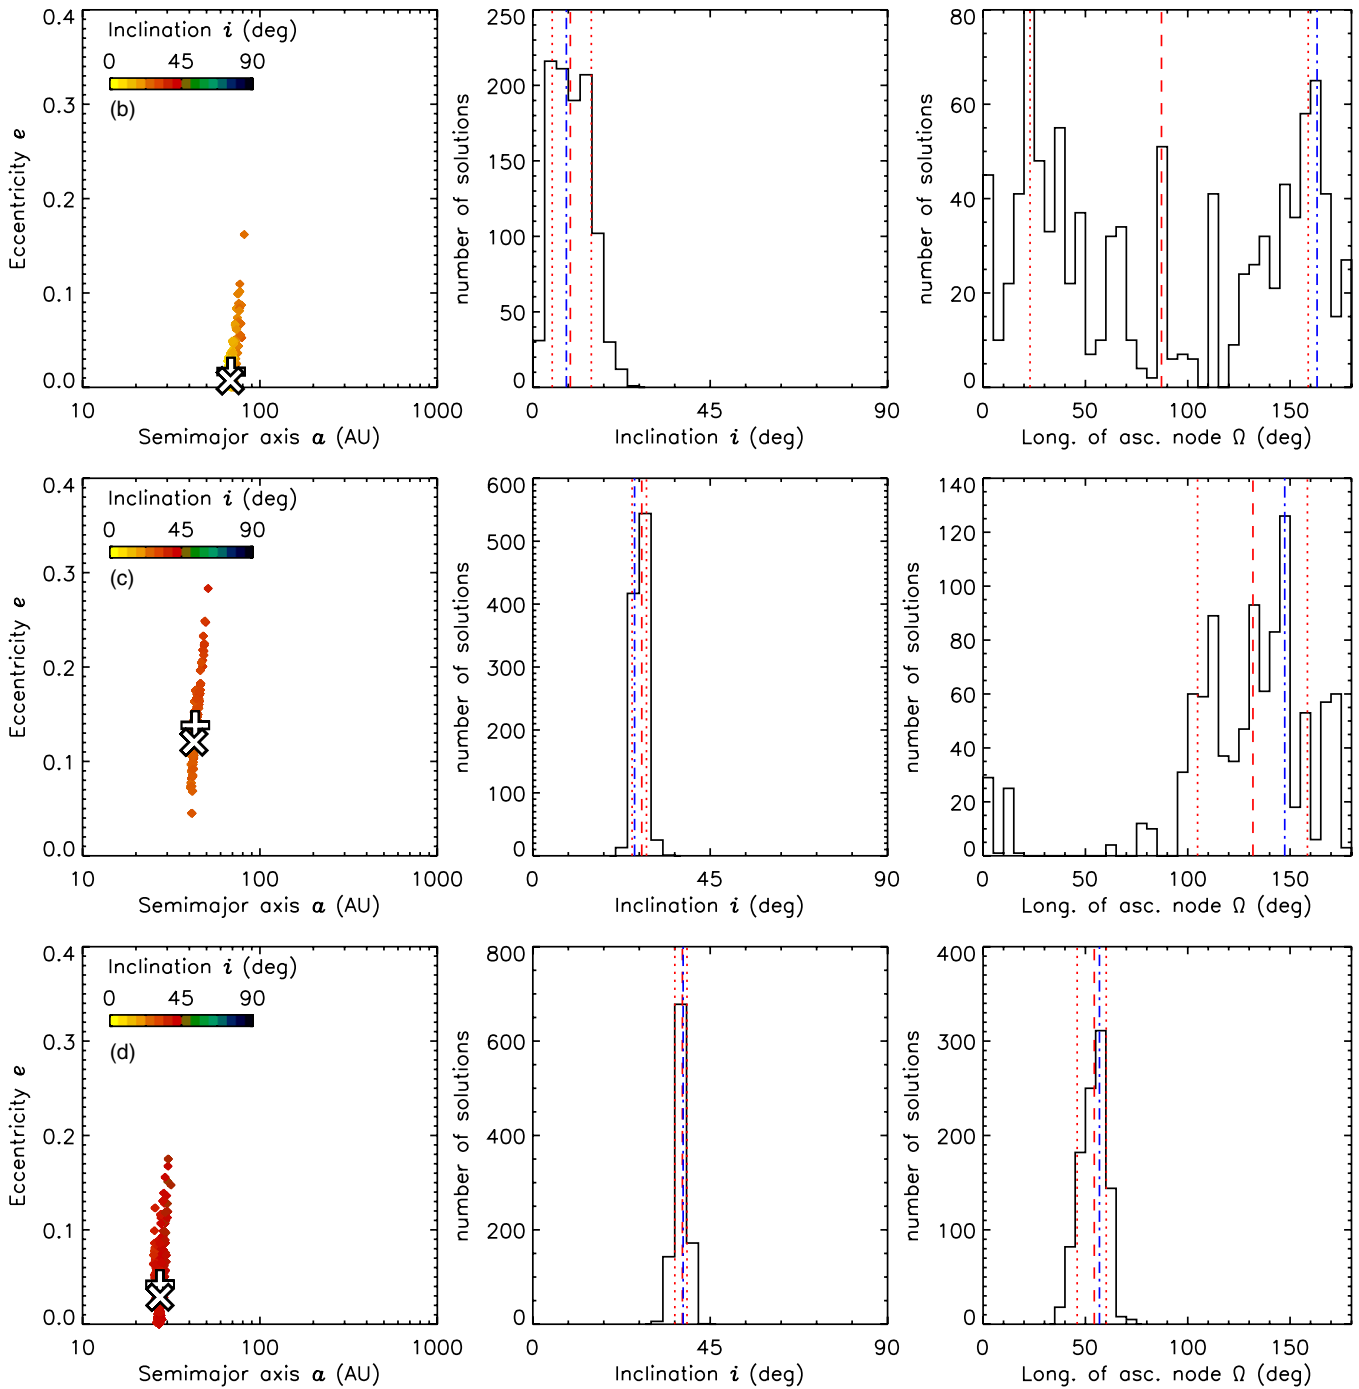 0.4
0.3
0.2
0.1
0.0
Eccentricity e
Inclination i (deg)
0 45 90
(b)
10 100 1000
Semimajor axis a (AU)
250
200
150
100
50
0
number of solutions
0 45 90
Inclination i (deg)
80
60
40
20
0
number of solutions
0 50 100 150
Long. of asc. node Ω (deg)
0.4
0.3
0.2
0.1
0.0
Eccentricity e
Inclination i (deg)
0 45 90
(c)
10 100 1000
Semimajor axis a (AU)
600
500
400
300
200
100
0
number of solutions
0 45 90
Inclination i (deg)
140
120
100
80
60
40
20
0
number of solutions
0 50 100 150
Long. of asc. node Ω (deg)
0.4
0.3
0.2
0.1
0.0
Eccentricity e
Inclination i (deg)
0 45 90
(d)
10 100 1000
Semimajor axis a (AU)
800
600
400
200
0
number of solutions
0 45 90
Inclination i (deg)
400
300
200
100
0
number of solutions
0 50 100 150
Long. of asc. node Ω (deg)